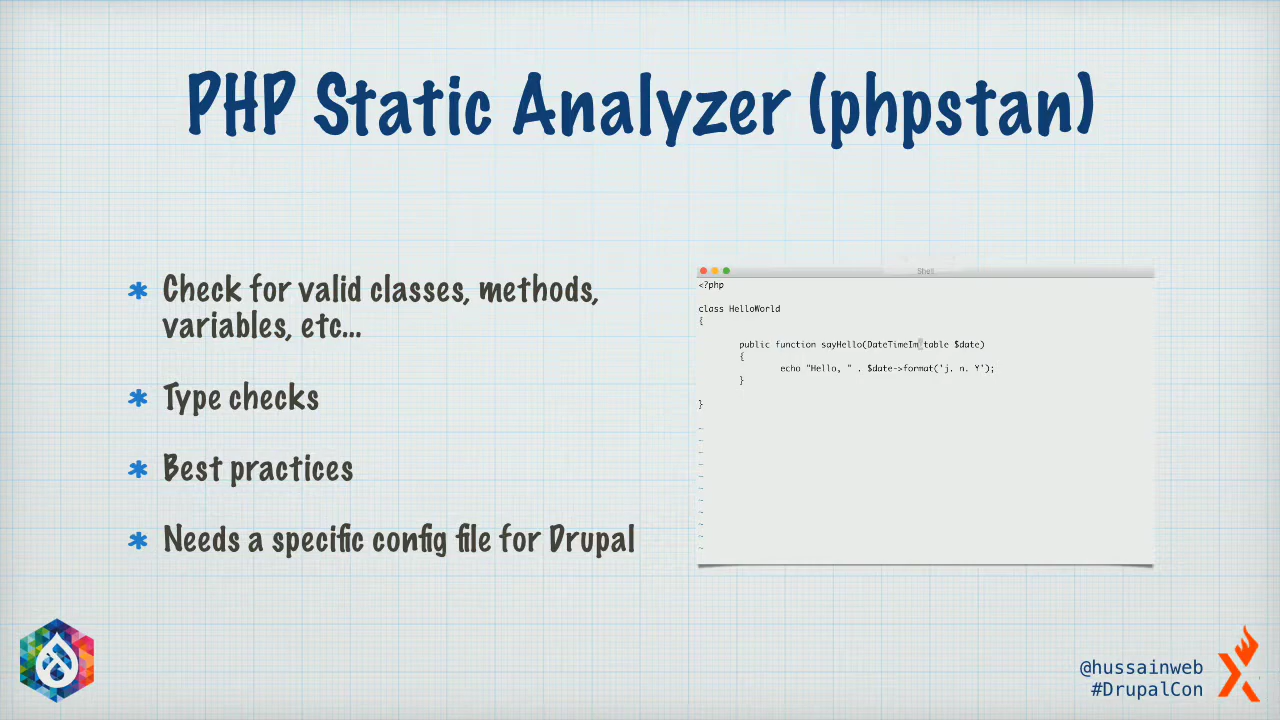 PHP Static Analyzer (phpstan)
* Check for valid classes, methods,
variables, etc...
* Type checks
* Best practices
* Needs a specific config file for Drupal
Shell
<?php
class HelloWorld
{
public function sayHello(DateTimeImutable $date)
{
echo "Hello, " . $date->format('j. n. Y');
}
}
~
~
~
~
~
~
~
~
~
~
~
@hussainweb
#DrupalCon